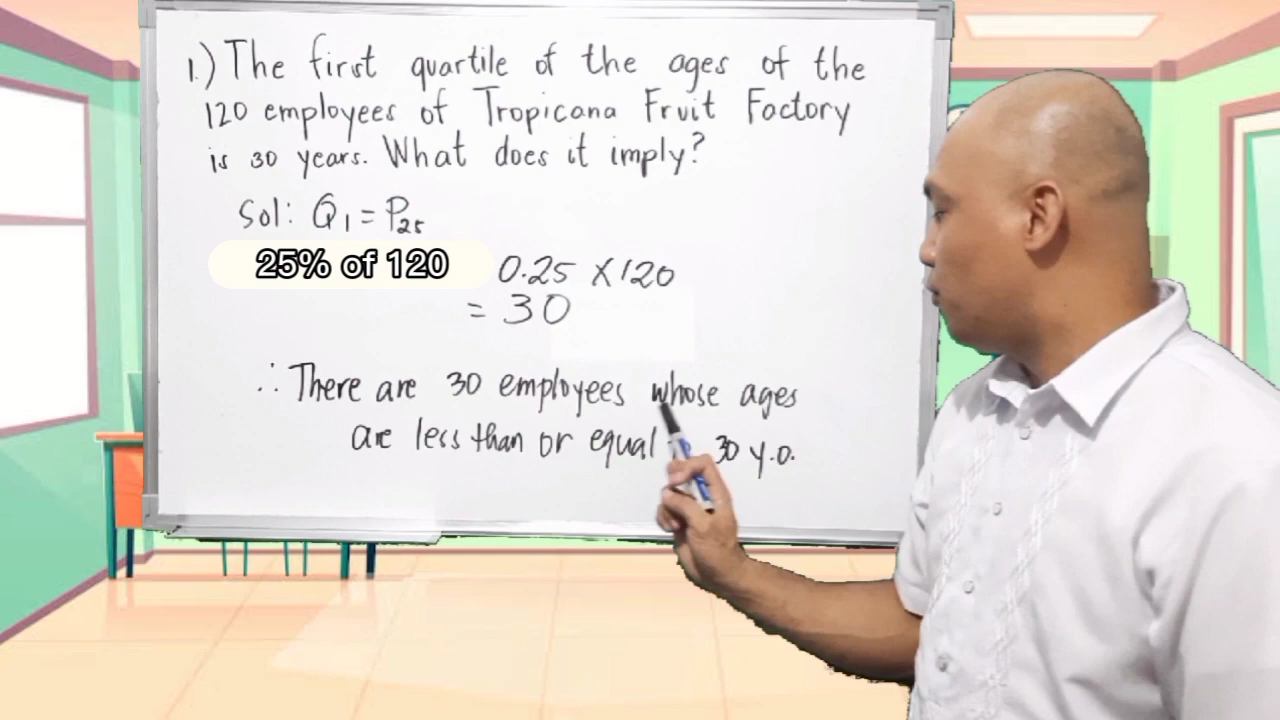 1.) The first quartile of the ages of the
120 employees of Tropicana Fruit Factory
is 30 years. What does it imply?
Sol: Q₁ = P₂₅
25% of 120 0.25 X 120
= 30
∴ There are 30 employees whose ages
are less than or equal 30 y.o.